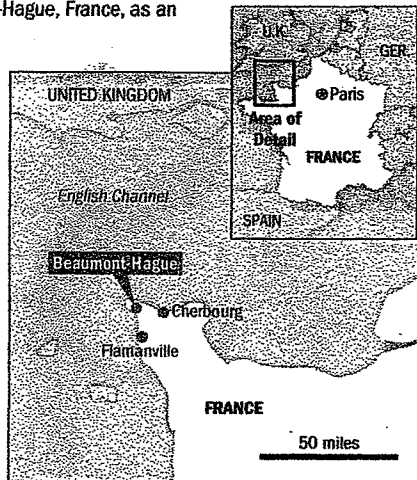 -Hague, France, as an
U.K.
GER
Paris
Area of
Detail
FRANCE
SPAIN
UNITED KINGDOM
English Channel
Beaumont-Hague
Cherbourg
Flamanville
FRANCE
50 miles